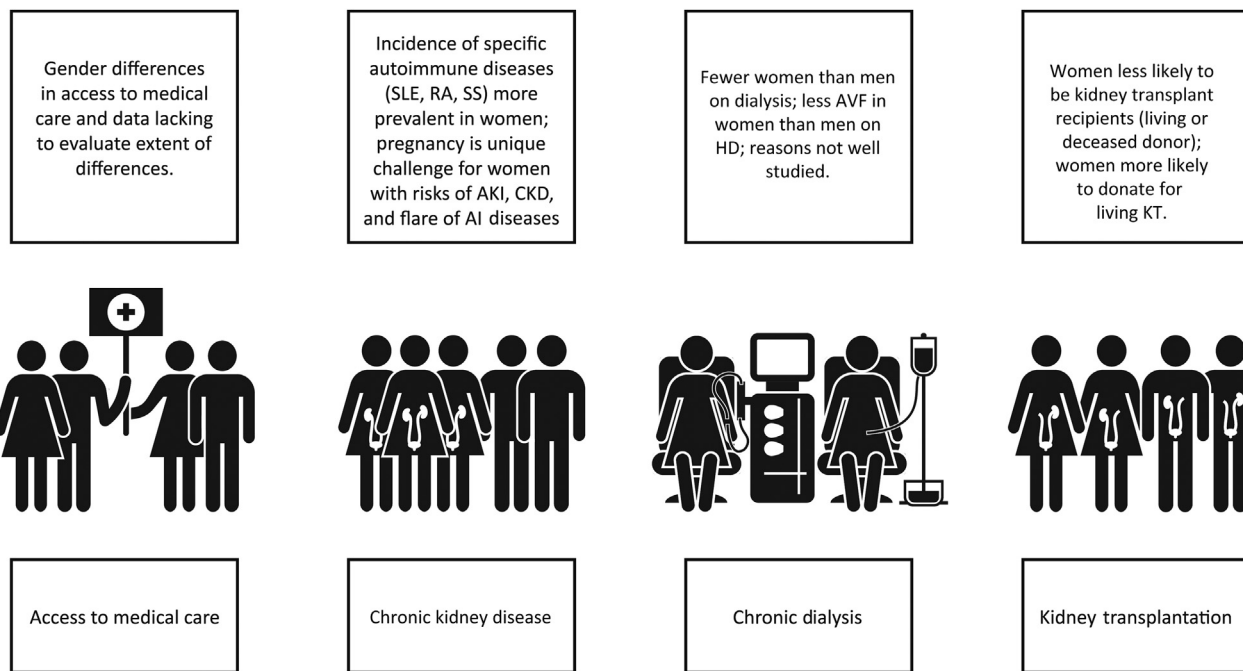 Gender differences
in access to medical
care and data lacking
to evaluate extent of
differences.
Incidence of specific
autoimmune diseases
(SLE, RA, SS) more
prevalent in women;
pregnancy is unique
challenge for women
with risks of AKI, CKD,
and flare of AI diseases
Fewer women than men
on dialysis; less AVF in
women than men on
HD; reasons not well
studied.
Women less likely to
be kidney transplant
recipients (living or
deceased donor);
women more likely
to donate for
living KT.
Access to medical care
Chronic kidney disease
Chronic dialysis
Kidney transplantation